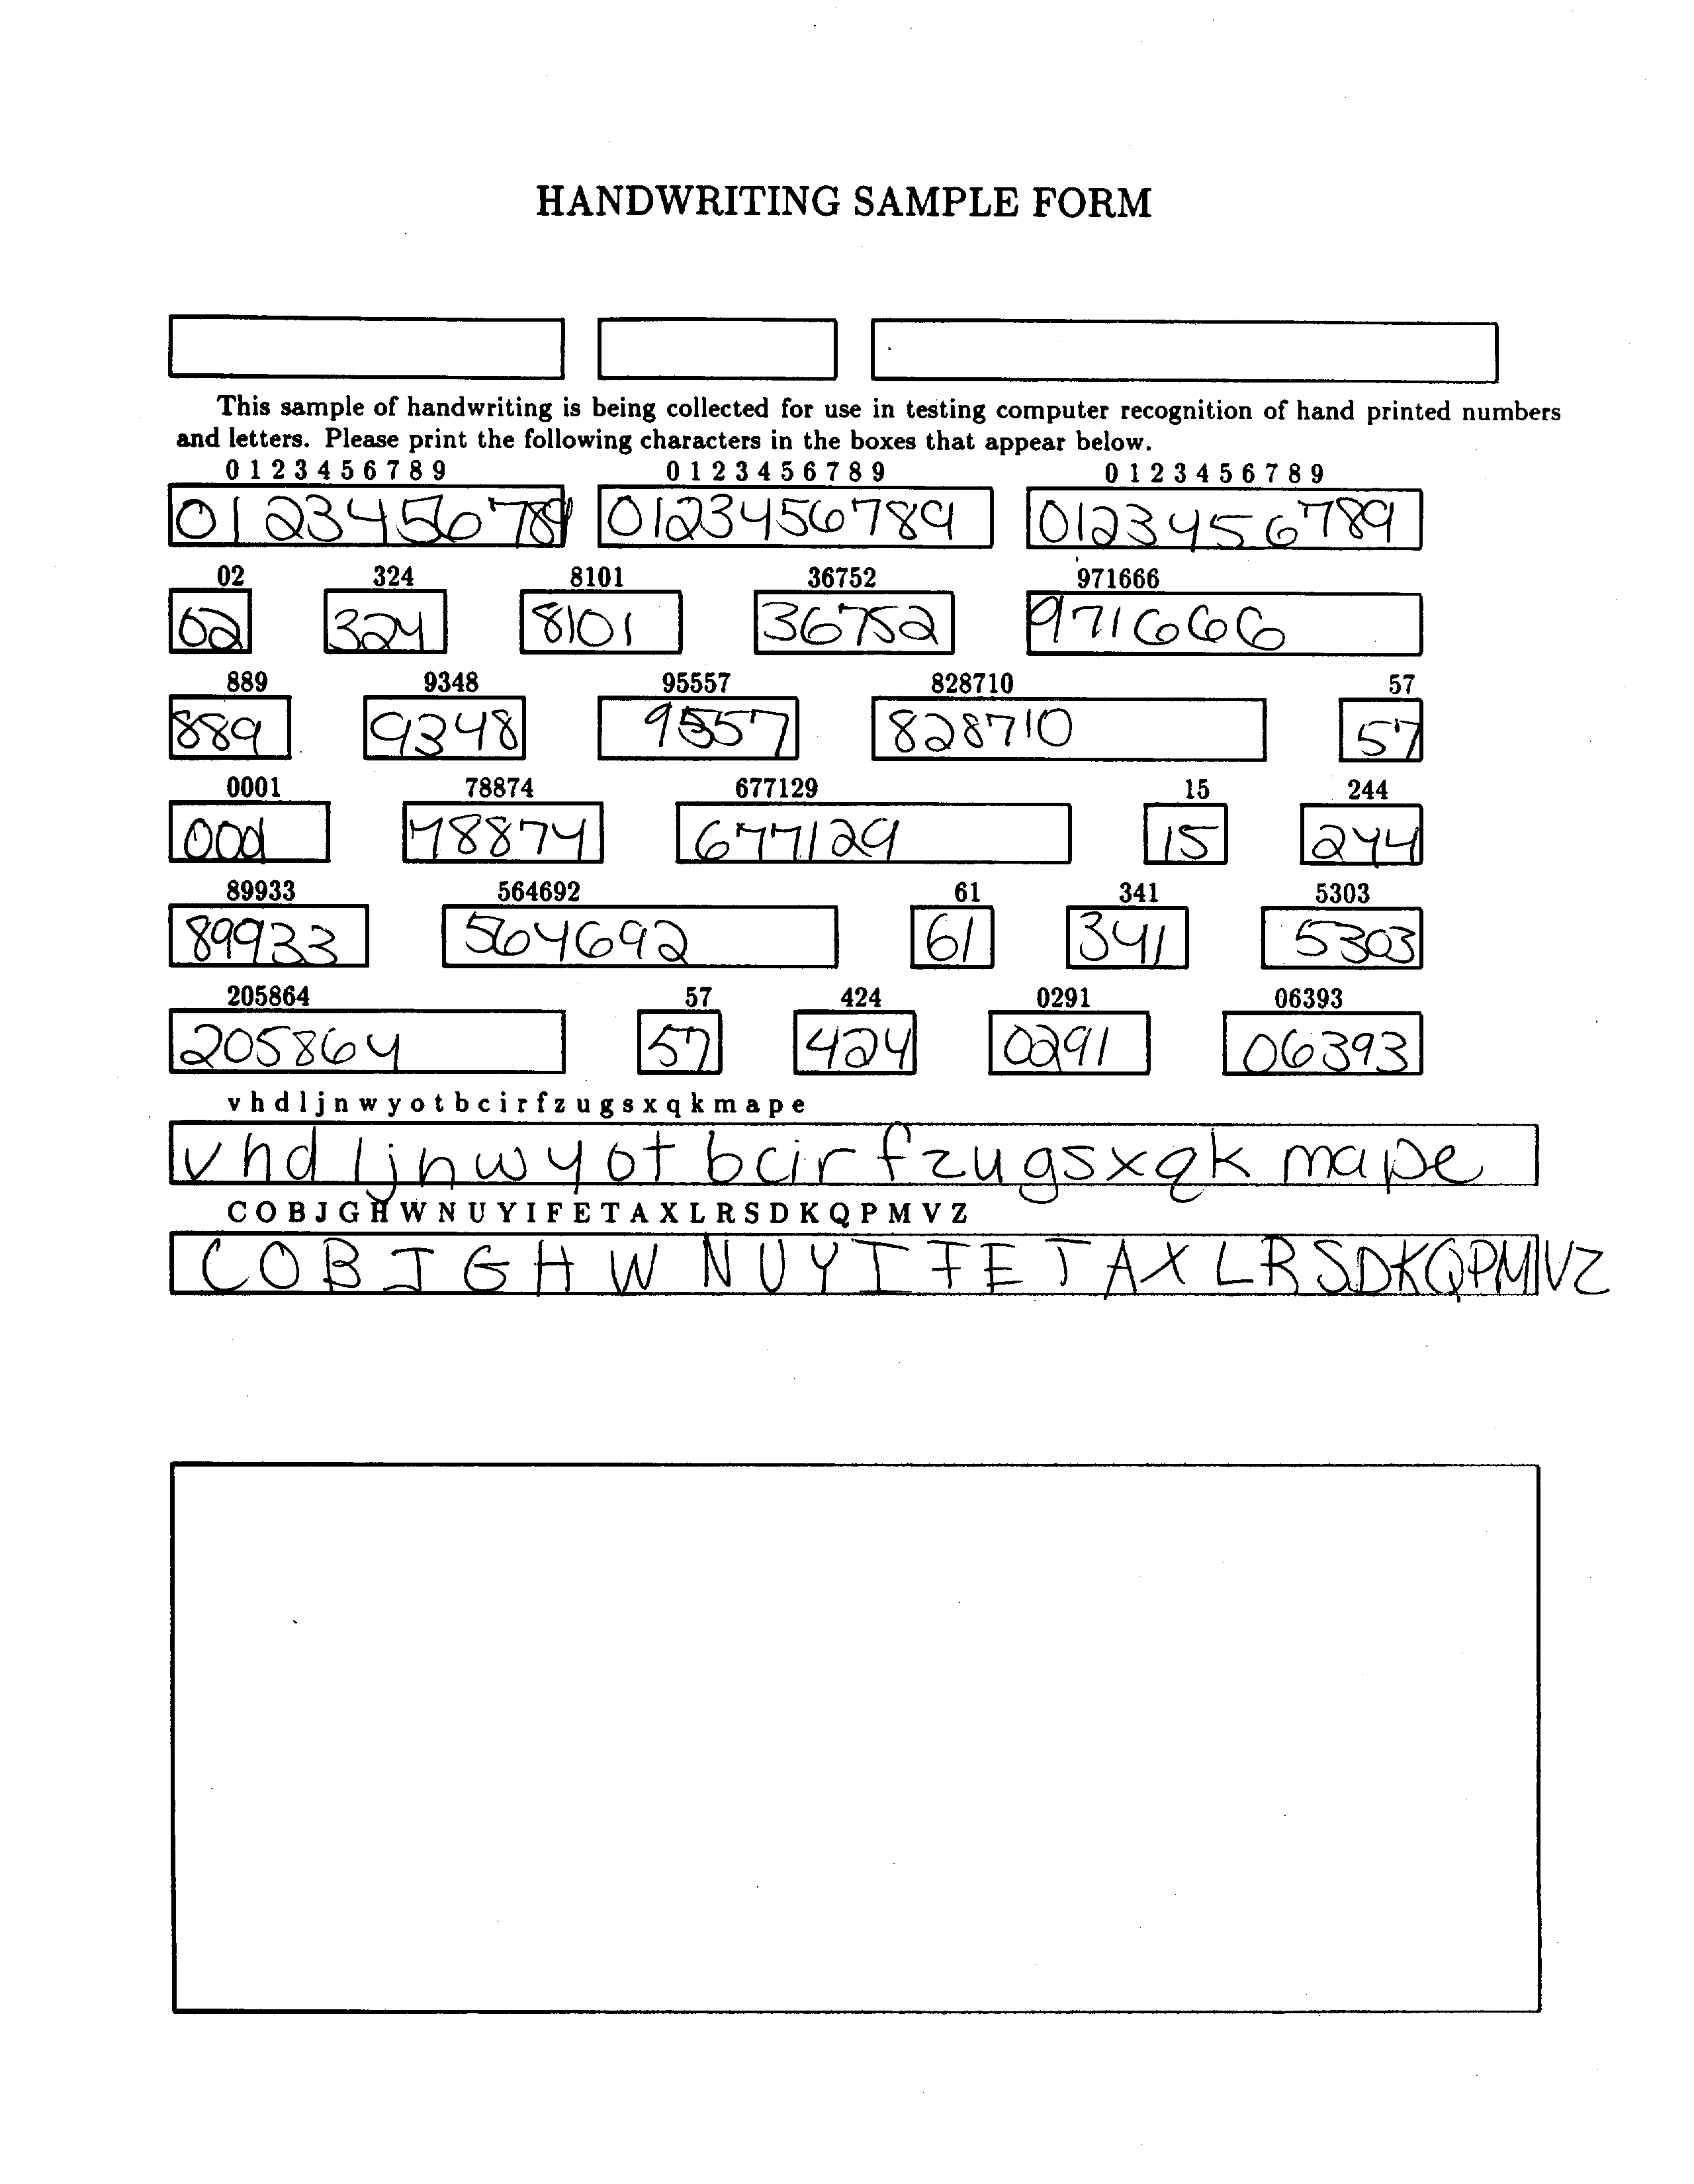 HANDWRITING SAMPLE FORM
This sample of handwriting is being collected for use in testing computer recognition of hand printed numbers
and letters. Please print the following characters in the boxes that appear below.
0 1 2 3 4 5 6 7 8 9 0 1 2 3 4 5 6 7 8 9 0 1 2 3 4 5 6 7 8 9
0123456789 0123456789 0123456789
02 324 8101 36752 971666
02 324 8101 36752 971666
889 9348 95557 828710 57
889 9348 9557 828710 57
0001 78874 677129 15 244
0001 78874 677129 15 244
89933 564692 61 341 5303
89933 564692 61 341 5303
205864 57 424 0291 06393
205864 57 424 0291 06393
v h d l j n w y o t b c i r f z u g s x q k m a p e
v h d l j n w y o t b c i r f z u g s x q k m a p e
C O B J G H W N U Y I F E T A X L R S D K Q P M V Z
C O B J G H W N U Y I F E T A X L R S D K Q P M V Z